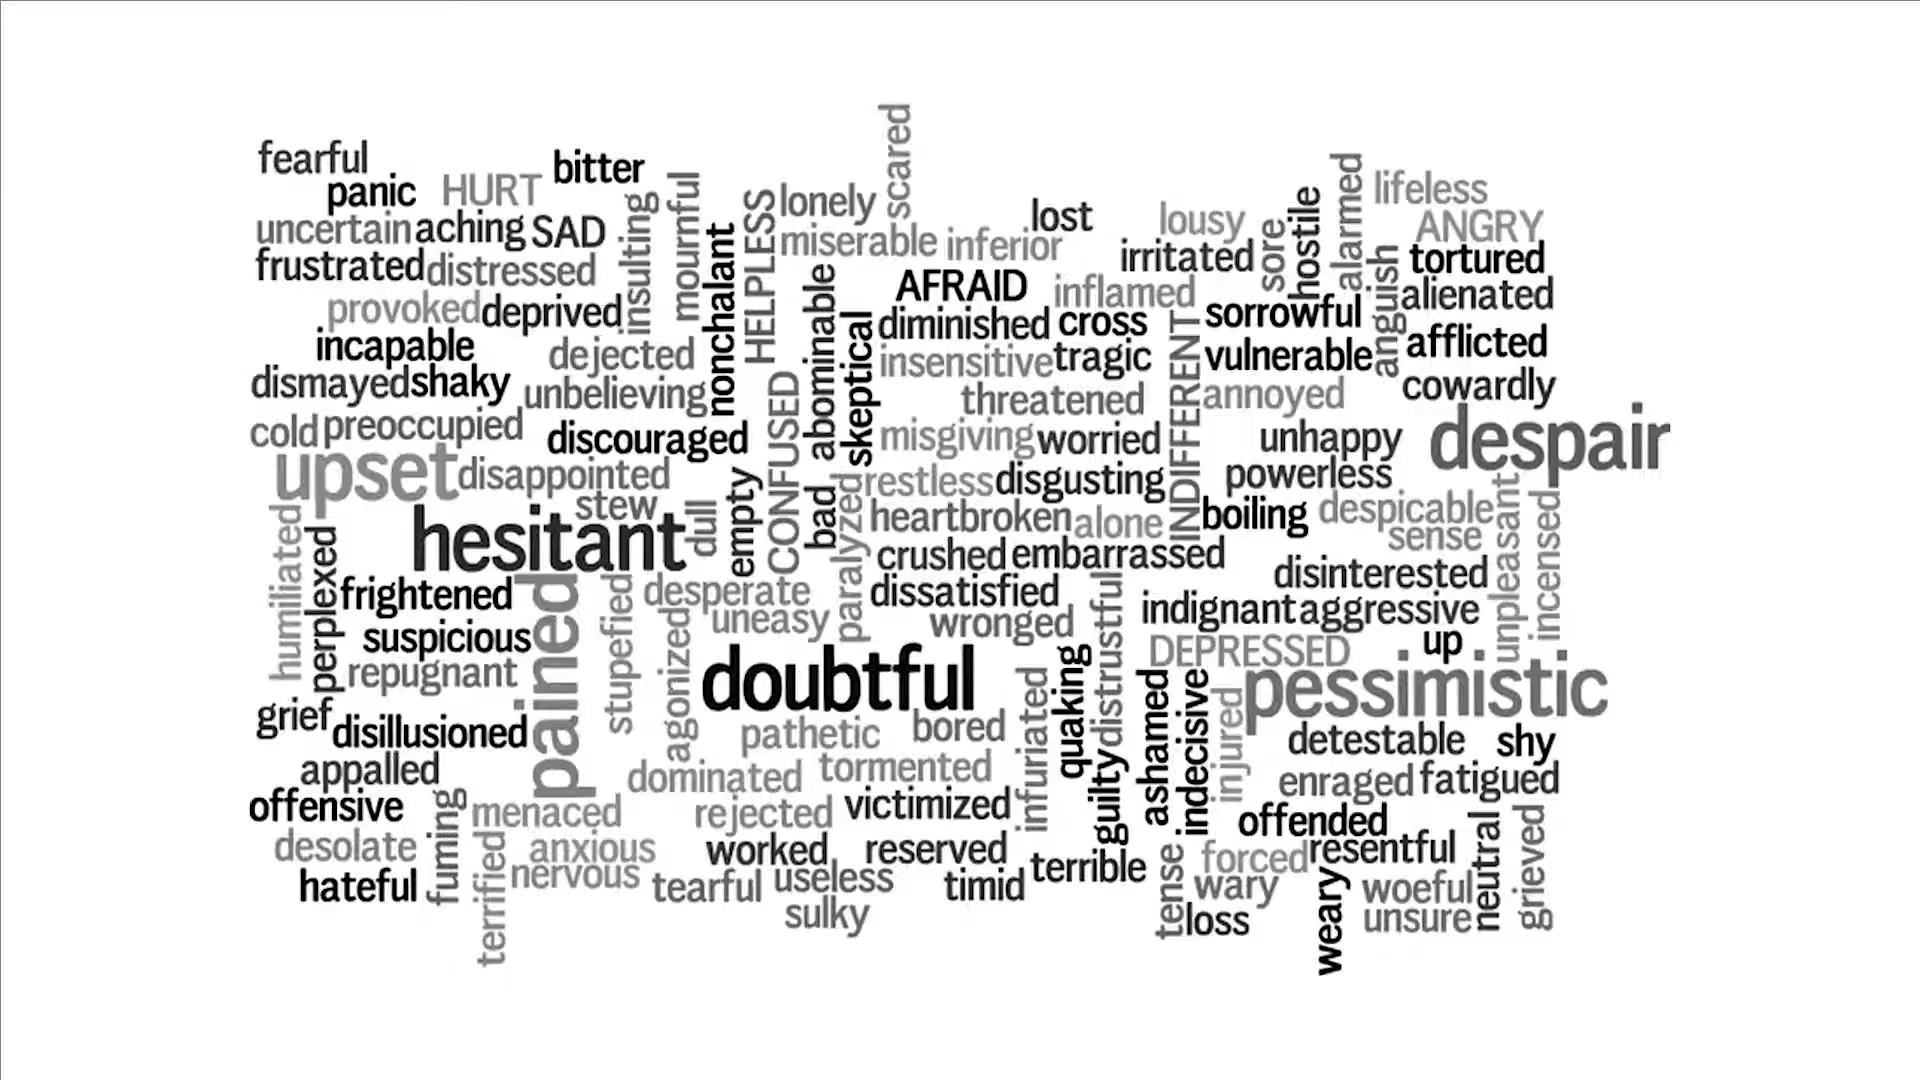 scared
fearful
bitter
panic
HURT
mournful
insulting
lonely
HELPLESS
lost
lousy
sore
hostile
alarmed
lifeless
ANGRY
uncertain
aching
SAD
nonchalant
miserable
inferior
irritated
anguish
tortured
frustrated
distressed
abominable
AFRAID
inflamed
sorrowful
alienated
provoked
deprived
skeptical
diminished
cross
INDIFFERENT
incapable
dejected
CONFUSED
insensitive
tragic
vulnerable
afflicted
dismayed
shaky
unbelieving
threatened
annoyed
cowardly
cold
preoccupied
discouraged
misgiving
worried
unhappy
despair
upset
disappointed
empty
bad
paralyzed
restless
disgusting
powerless
unpleasant
incensed
humiliated
perplexed
stew
dull
heartbroken
alone
boiling
despicable
hesitant
crushed
embarrassed
sense
frightened
pained
stupefied
desperate
dissatisfied
distrustful
disinterested
suspicious
agonized
uneasy
wronged
indignant
aggressive
repugnant
doubtful
quaking
DEPRESSED
up
grief
infuriated
ashamed
indecisive
injured
pessimistic
disillusioned
pathetic
bored
guilty
detestable
shy
appalled
dominated
tormented
enraged
fatigued
offensive
fuming
menaced
rejected
victimized
offended
neutral
grieved
desolate
terrified
anxious
worked
reserved
terrible
tense
forced
resentful
hateful
nervous
tearful
useless
timid
wary
weary
woeful
sulky
loss
unsure